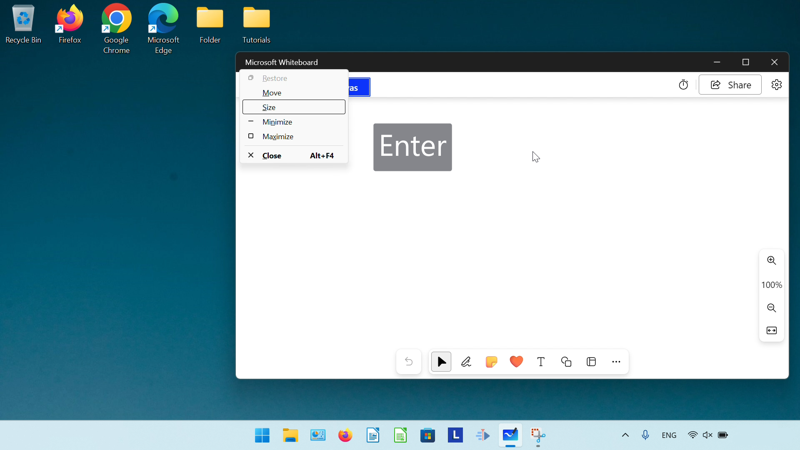 Recycle Bin
Firefox
Google
Chrome
Microsoft
Edge
Folder
Tutorials
Microsoft Whiteboard
Restore
Move
Size
Minimize
Maximize
Close Alt+F4
Share
Enter
100%
T
L
ENG